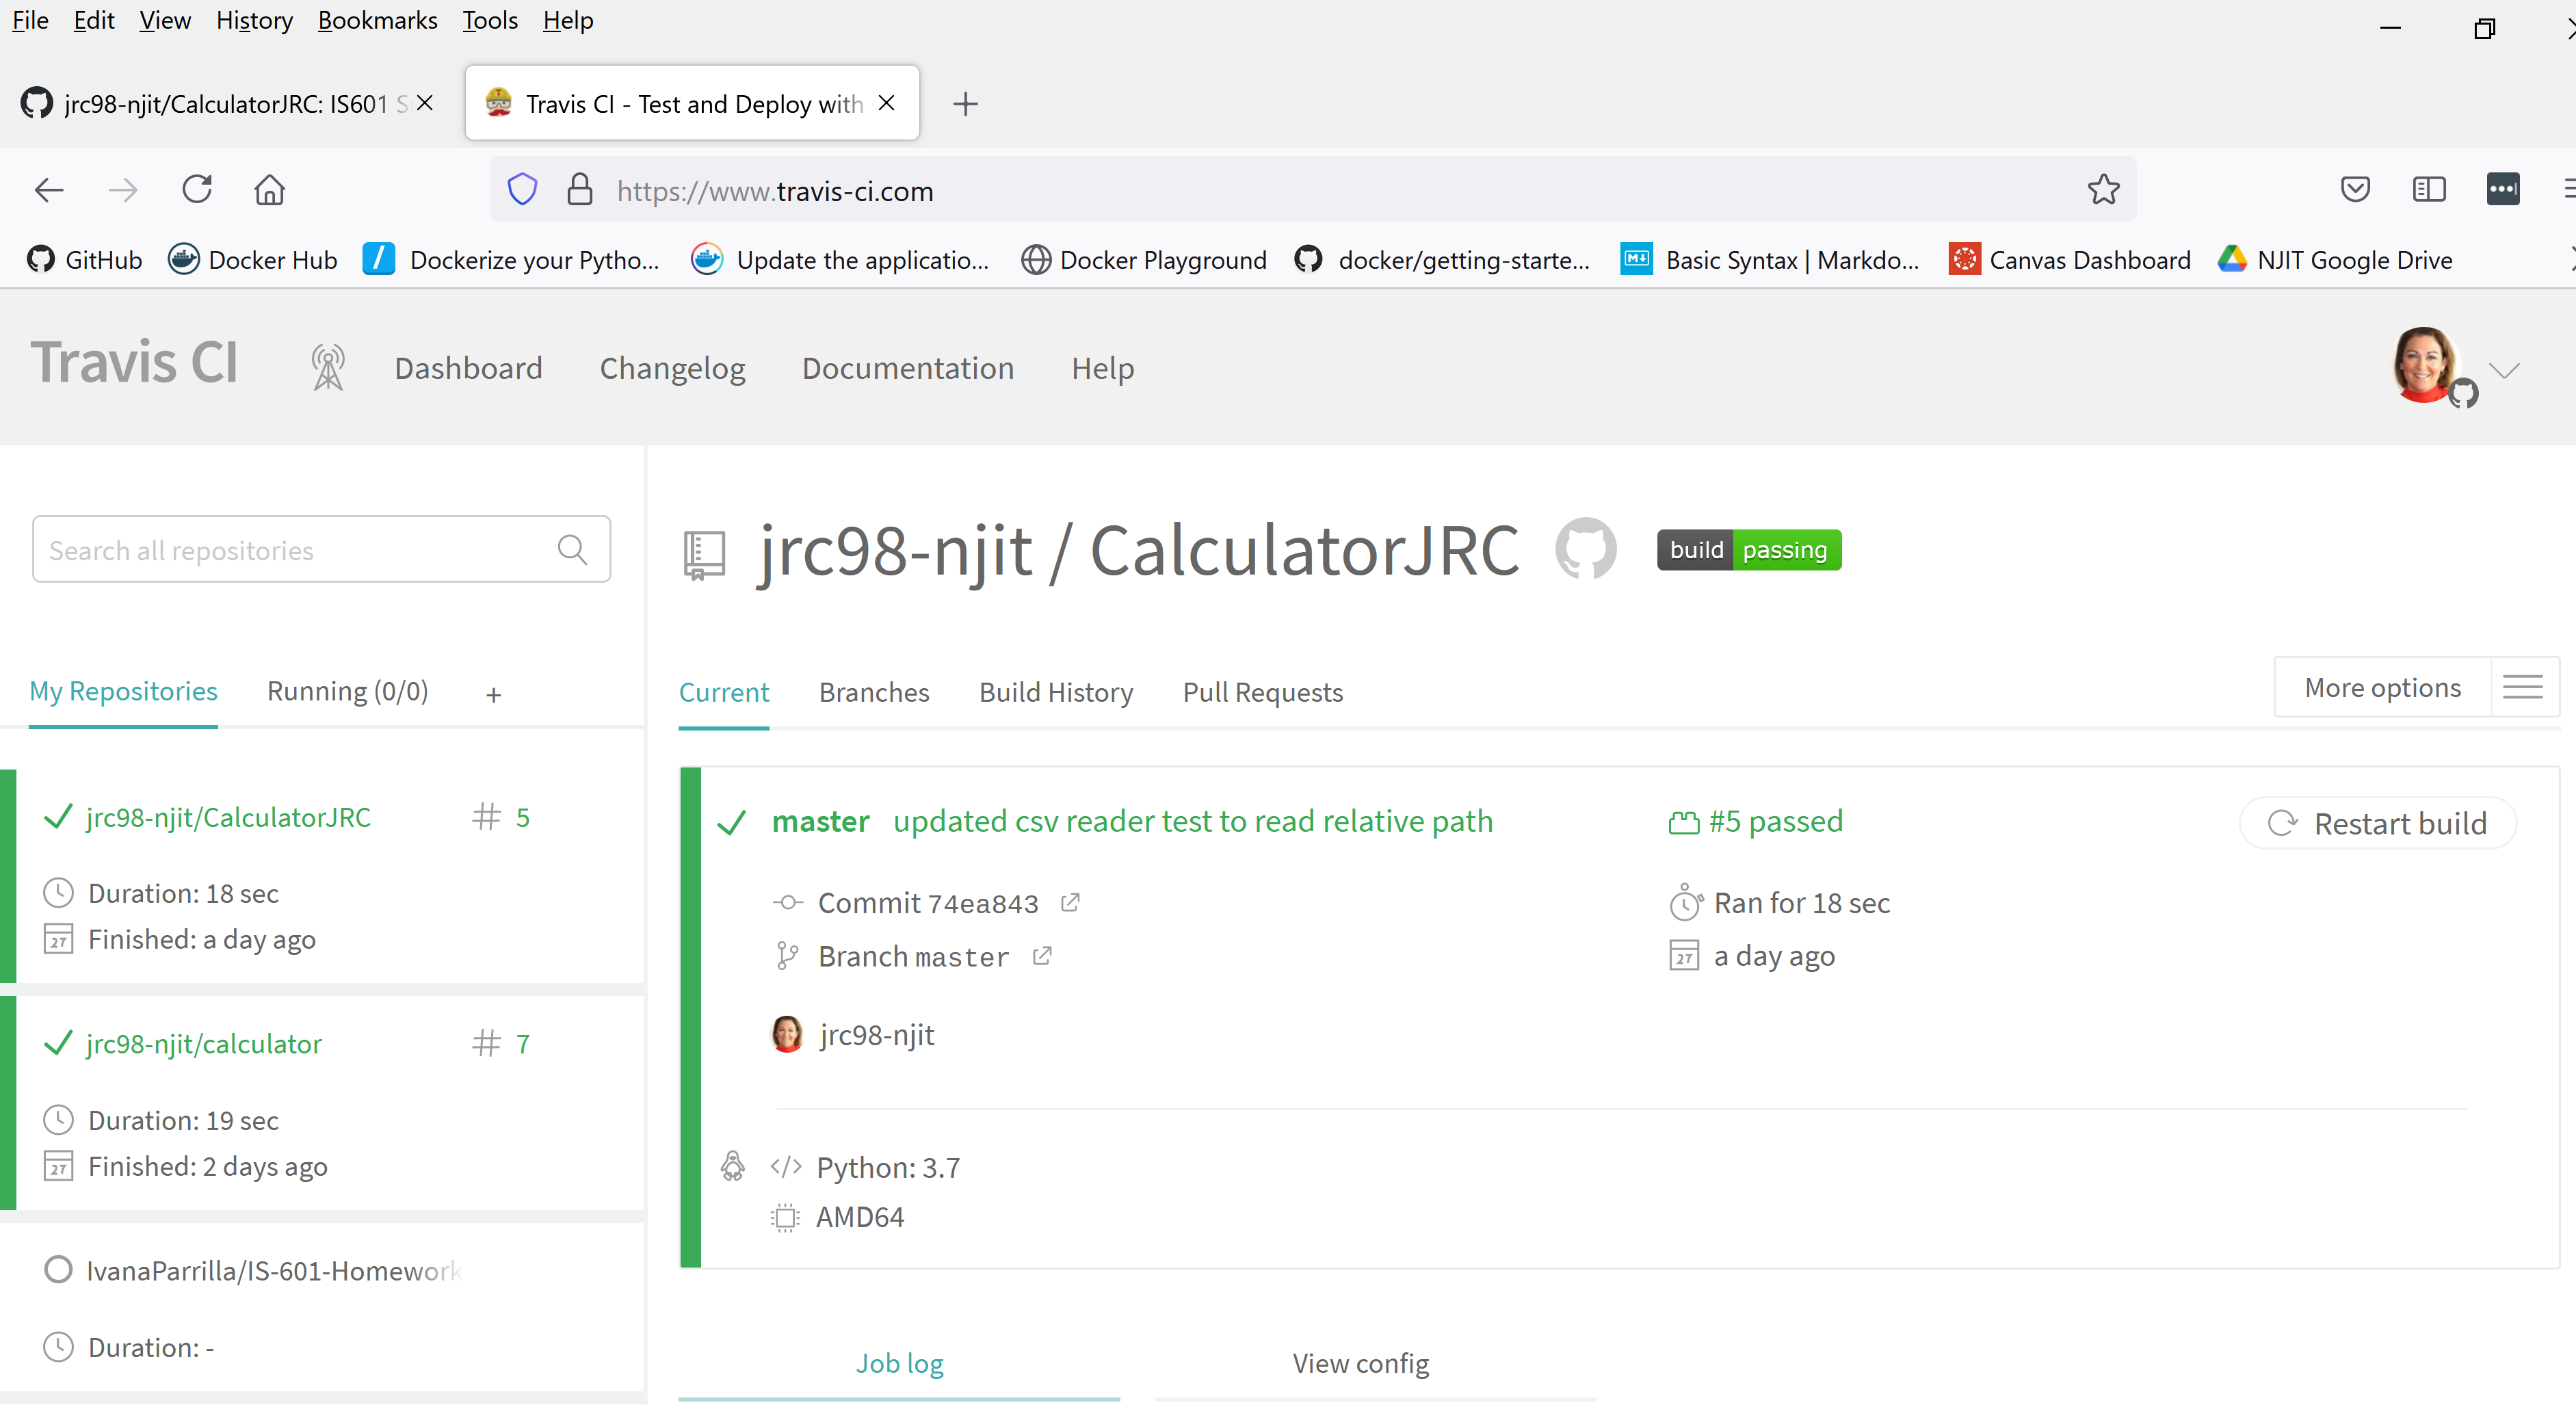 File Edit View History Bookmarks Tools Help
jrc98-njit/CalculatorJRC: IS601 S
Travis CI - Test and Deploy with
https://www.travis-ci.com
GitHub Docker Hub Dockerize your Pytho... Update the applicatio... Docker Playground docker/getting-starte... Basic Syntax | Markdo... Canvas Dashboard NJIT Google Drive
Travis CI Dashboard Changelog Documentation Help
Search all repositories
My Repositories Running (0/0) +
jrc98-njit/CalculatorJRC # 5
Duration: 18 sec
27 Finished: a day ago
jrc98-njit/calculator # 7
Duration: 19 sec
27 Finished: 2 days ago
IvanaParrilla/IS-601-Homework
Duration: -
jrc98-njit / CalculatorJRC build passing
Current Branches Build History Pull Requests More options
master updated csv reader test to read relative path #5 passed Restart build
Commit 74ea843 Ran for 18 sec
Branch master 27 a day ago
jrc98-njit
</> Python: 3.7
AMD64
Job log View config